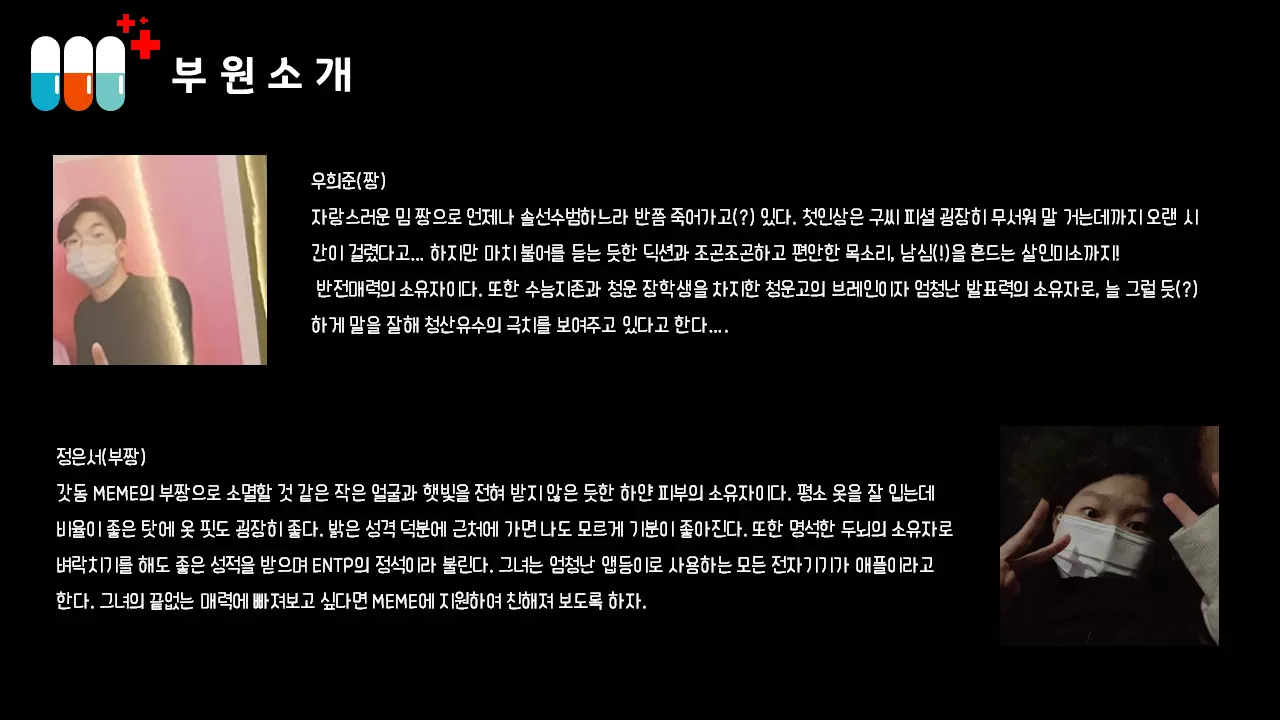 부원소개
우희준(짱)
자랑스러운 밈 짱으로 언제나 솔선수범하느라 반쯤 죽어가고(?) 있다. 첫인상은 구씨 피셜 굉장히 무서워 말 거는데까지 오랜 시
간이 걸렸다고... 하지만 마치 불어를 듣는 듯한 딕션과 조곤조곤하고 편안한 목소리, 남심(!)을 흔드는 살인미소까지!
반전매력의 소유자이다. 또한 수능지존과 청운 장학생을 차지한 청운고의 브레인이자 엄청난 발표력의 소유자로, 늘 그럴 듯(?)
하게 말을 잘해 청산유수의 극치를 보여주고 있다고 한다....
정은서(부짱)
갓동 MEME의 부짱으로 소멸할 것 같은 작은 얼굴과 햇빛을 전혀 받지 않은 듯한 하얀 피부의 소유자이다. 평소 옷을 잘 입는데
비율이 좋은 탓에 옷 핏도 굉장히 좋다. 밝은 성격 덕분에 근처에 가면 나도 모르게 기분이 좋아진다. 또한 명석한 두뇌의 소유자로
벼락치기를 해도 좋은 성적을 받으며 ENTP의 정석이라 불린다. 그녀는 엄청난 앱등이로 사용하는 모든 전자기기가 애플이라고
한다. 그녀의 끝없는 매력에 빠져보고 싶다면 MEME에 지원하여 친해져 보도록 하자.